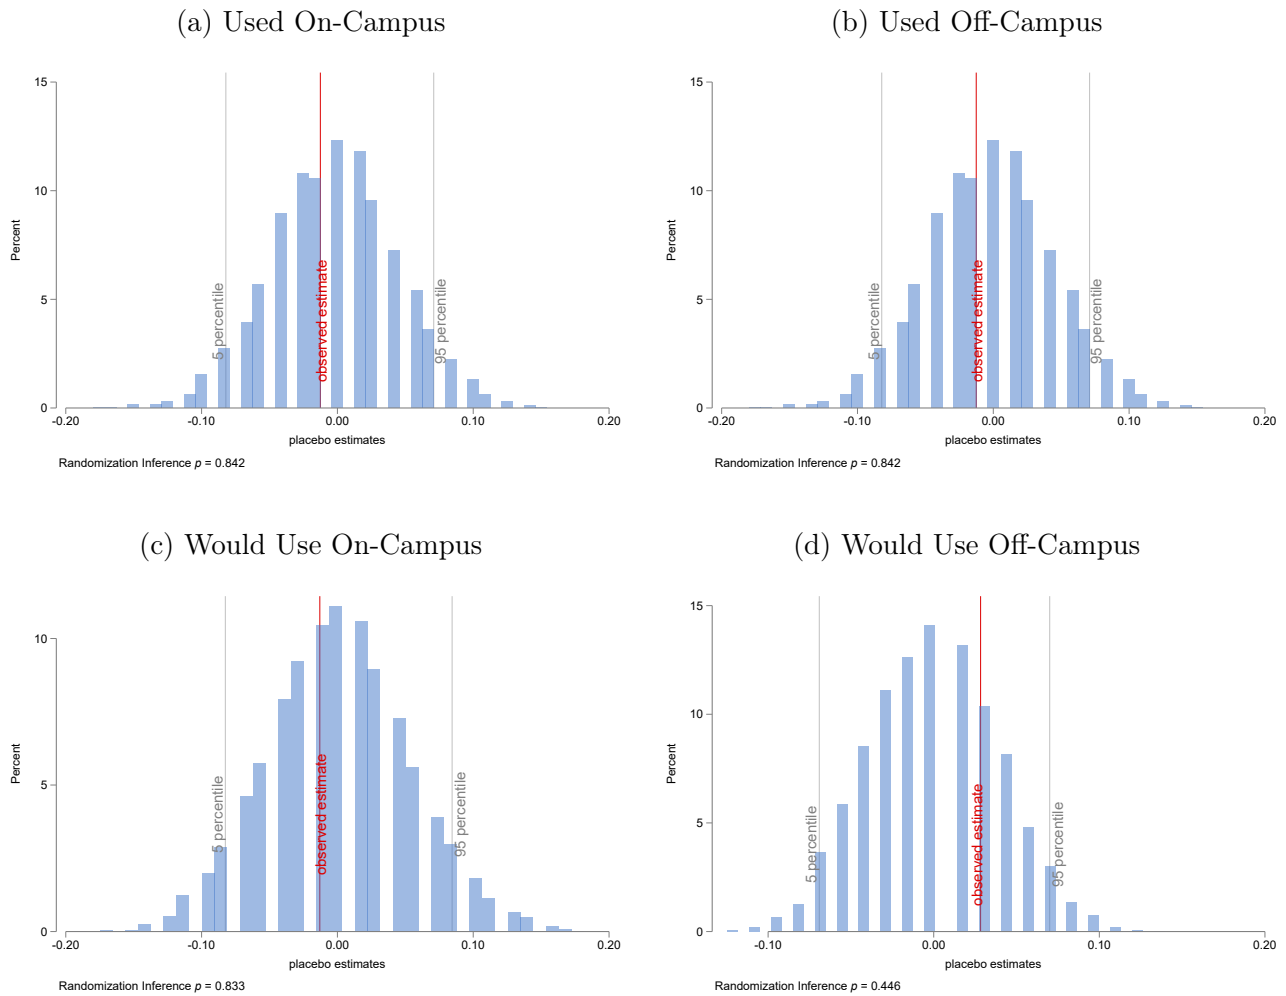 (a) Used On-Campus
15
10
5
0
Percent
5 percentile
observed estimate
95 percentile
-0.20
-0.10
0.00
0.10
0.20
placebo estimates
Randomization Inference p = 0.842
(b) Used Off-Campus
15
10
5
0
Percent
5 percentile
observed estimate
95 percentile
-0.20
-0.10
0.00
0.10
0.20
placebo estimates
Randomization Inference p = 0.842
(c) Would Use On-Campus
10
5
0
Percent
5 percentile
observed estimate
95 percentile
-0.20
-0.10
0.00
0.10
0.20
placebo estimates
Randomization Inference p = 0.833
(d) Would Use Off-Campus
15
10
5
0
Percent
5 percentile
observed estimate
95 percentile
-0.10
0.00
0.10
0.20
placebo estimates
Randomization Inference p = 0.446